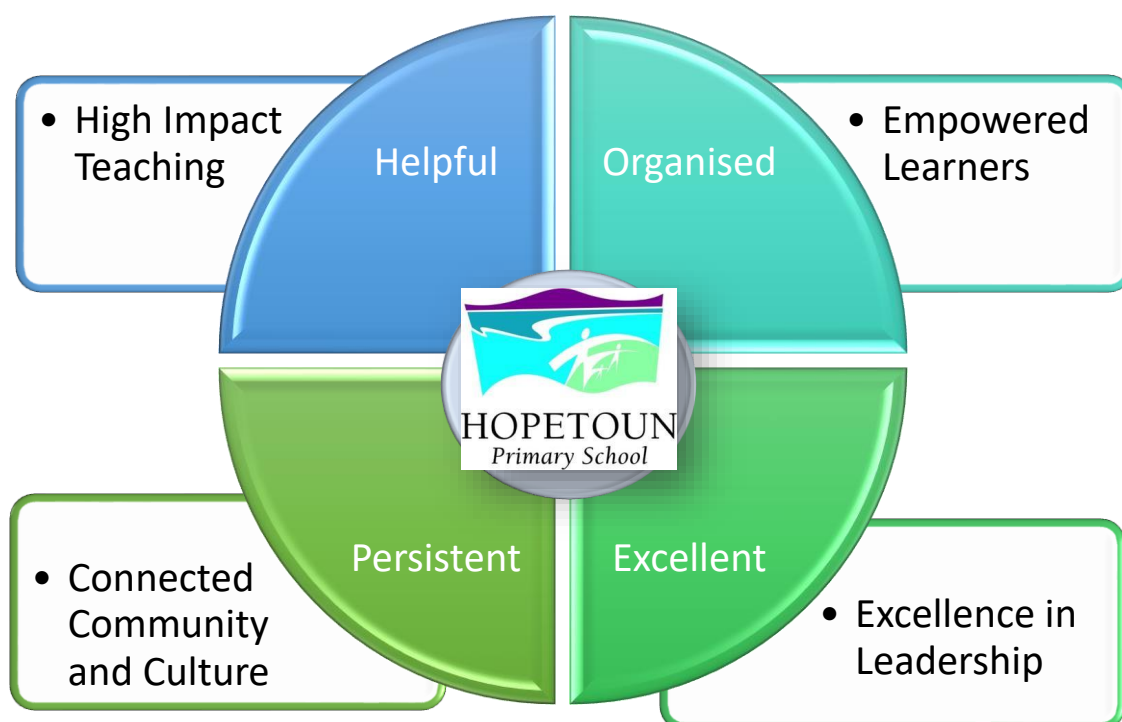 • High Impact
Teaching
Helpful
Organised
• Empowered
Learners
HOPETOUN
Primary School
• Connected
Community
and Culture
Persistent
Excellent
• Excellence in
Leadership